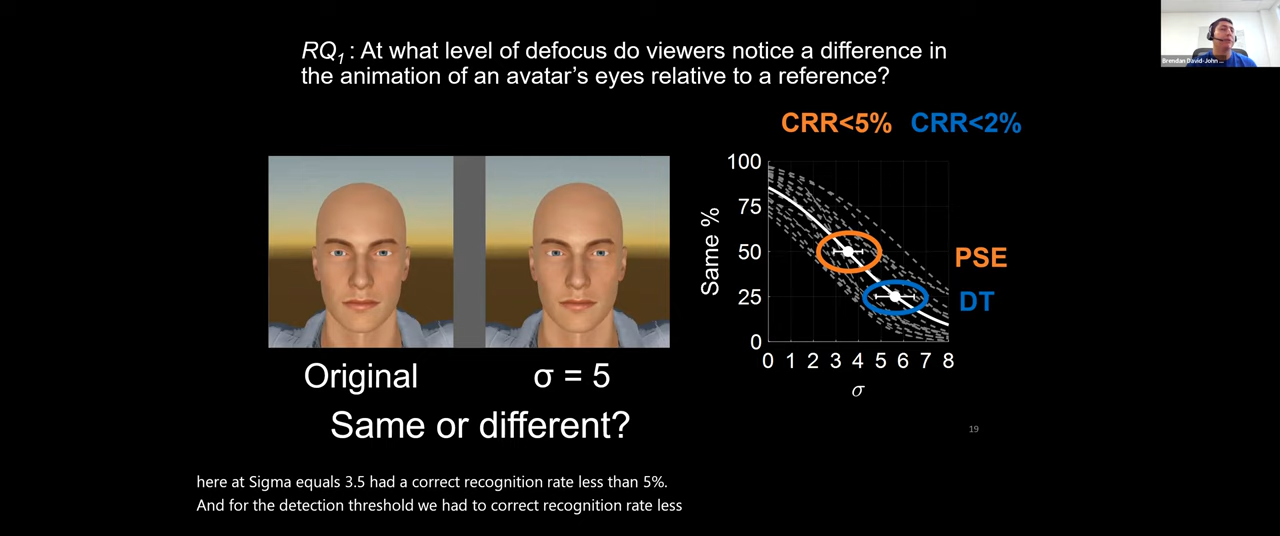 RQ1 : At what level of defocus do viewers notice a difference in
the animation of an avatar's eyes relative to a reference?
Brendan David-John ...
CRR<5% CRR<2%
Same %
100
75
50
25
0
0 1 2 3 4 5 6 7 8
σ
PSE
DT
Original
σ = 5
Same or different?
19
here at Sigma equals 3.5 had a correct recognition rate less than 5%.
And for the detection threshold we had to correct recognition rate less